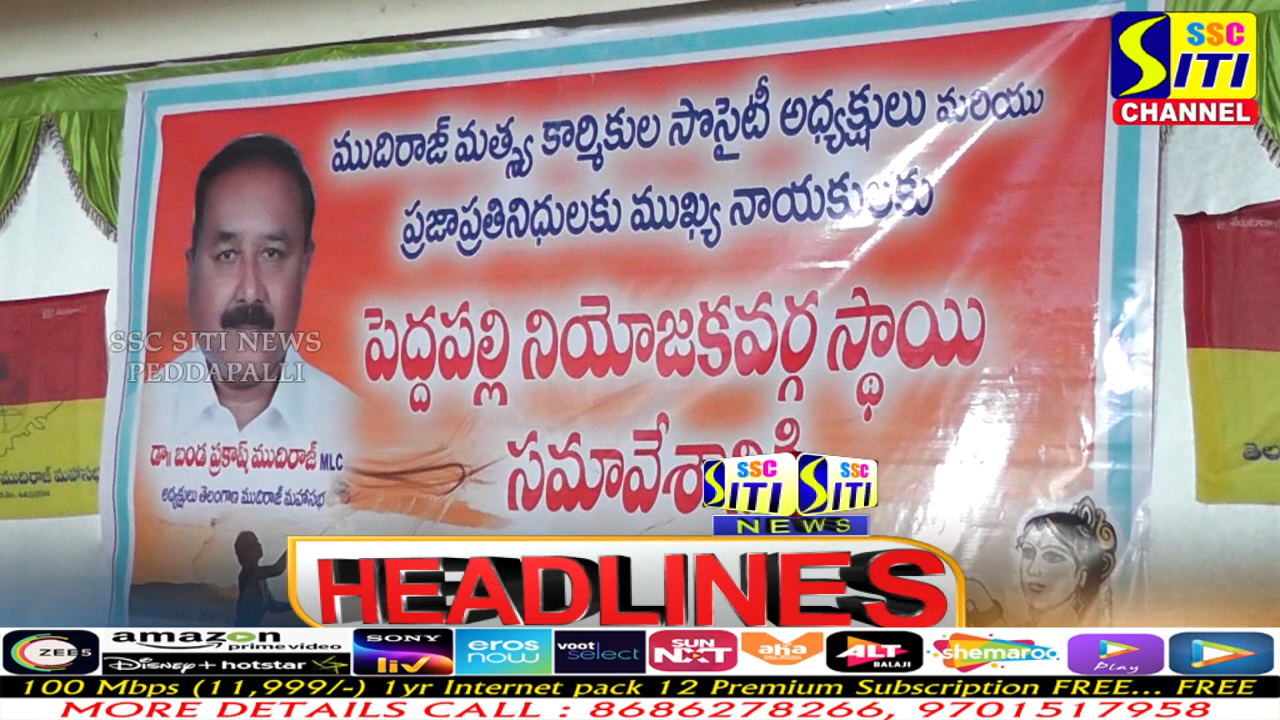 SSC
SITI
CHANNEL
ముదిరాజ్ మత్స్య కార్మికుల సొసైటీ అధ్యక్షులు మరియు
ప్రజాప్రతినిధులకు ముఖ్య నాయకులకు
పెద్దపల్లి నియోజకవర్గ స్థాయి
SSC SITI NEWS
PEDDAPALLI
డా॥ బండ ప్రకాష్ ముదిరాజ్ MLC
అధ్యక్షులు తెలంగాణ ముదిరాజ్ మహాసభ
ముదిరాజ్ మహాసభ
SSC SITI SSC SITI
NEWS
HEADLINES
ZEE5 amazon primevideo Disney+ hotstar SONY liv eros now voot select SUN NXT aha ALT BALAJI shemaroo Play
100 Mbps (11,999/-) 1yr Internet pack 12 Premium Subscription FREE... FREE
MORE DETAILS CALL : 8686278266, 9701517958